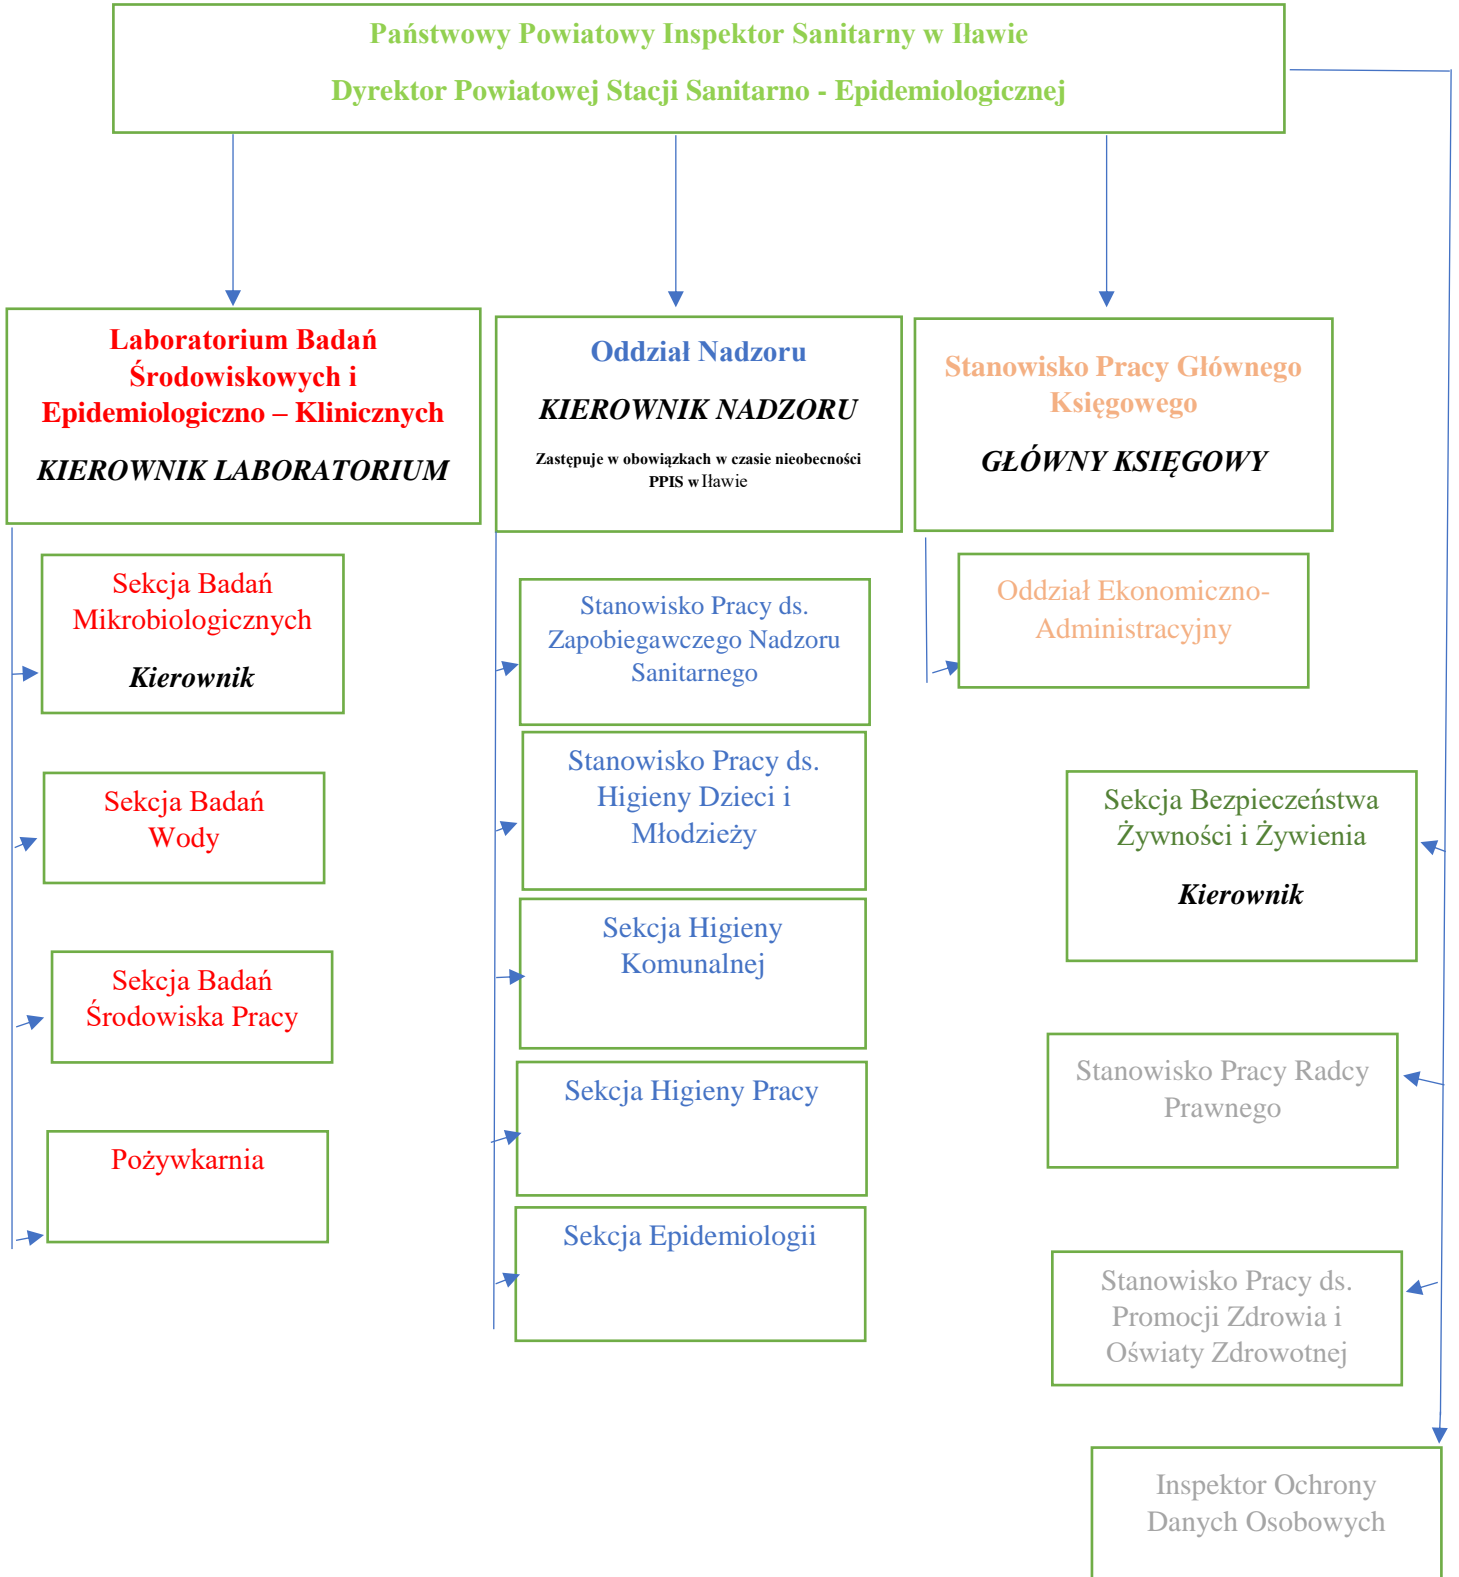 Państwowy Powiatowy Inspektor Sanitarny w Iławie
Dyrektor Powiatowej Stacji Sanitarno - Epidemiologicznej
Laboratorium Badań
Środowiskowych i
Epidemiologiczno – Klinicznych
KIEROWNIK LABORATORIUM
Oddział Nadzoru
KIEROWNIK NADZORU
Zastępuje w obowiązkach w czasie nieobecności
PPIS w Iławie
Stanowisko Pracy Głównego
Księgowego
GŁÓWNY KSIĘGOWY
Sekcja Badań
Mikrobiologicznych
Kierownik
Sekcja Badań
Wody
Sekcja Badań
Środowiska Pracy
Pożywkarnia
Stanowisko Pracy ds.
Zapobiegawczego Nadzoru
Sanitarnego
Stanowisko Pracy ds.
Higieny Dzieci i
Młodzieży
Sekcja Higieny
Komunalnej
Sekcja Higieny Pracy
Sekcja Epidemiologii
Oddział Ekonomiczno-
Administracyjny
Sekcja Bezpieczeństwa
Żywności i Żywienia
Kierownik
Stanowisko Pracy Radcy
Prawnego
Stanowisko Pracy ds.
Promocji Zdrowia i
Oświaty Zdrowotnej
Inspektor Ochrony
Danych Osobowych